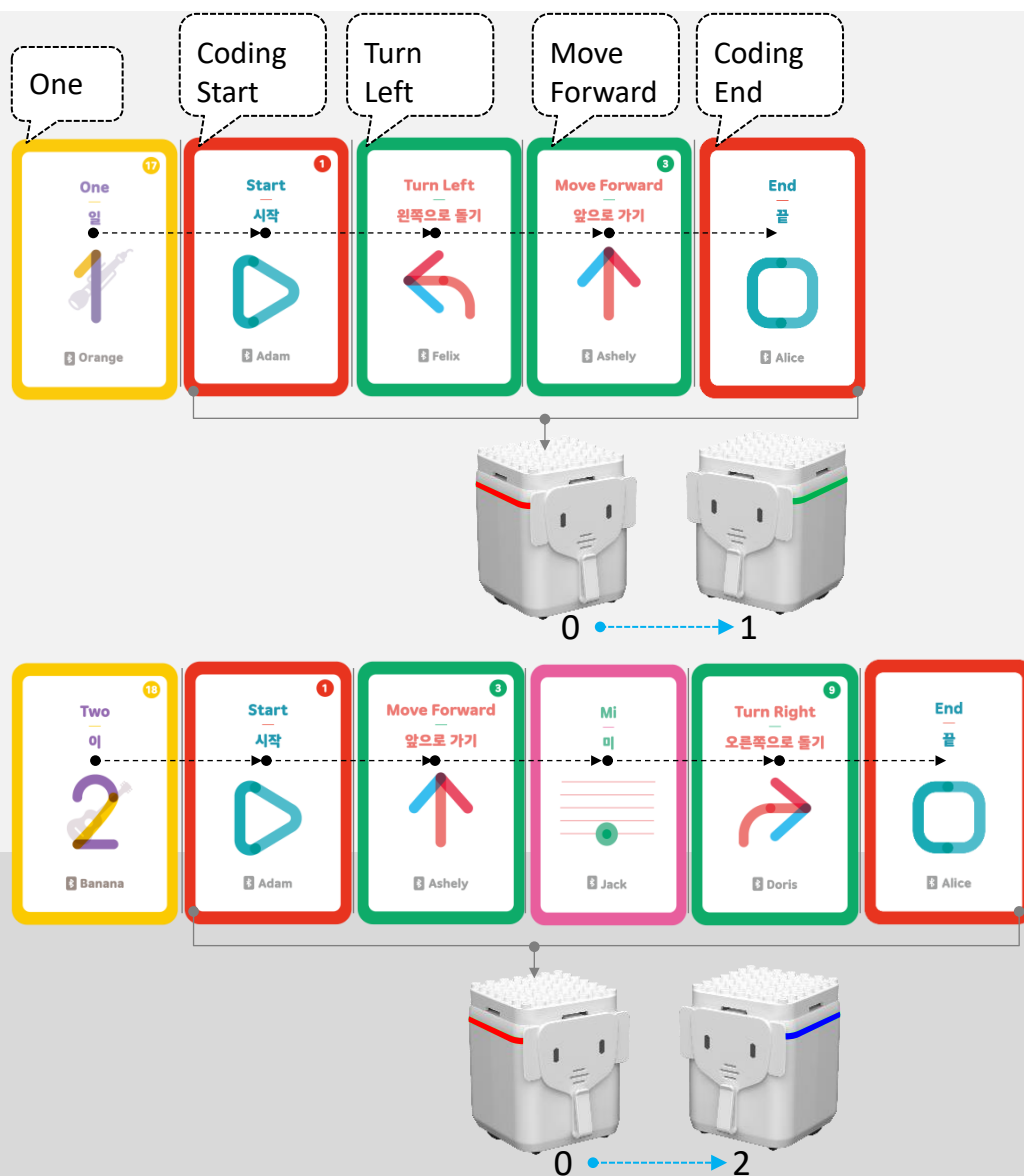 One
Coding
Start
Turn
Left
Move
Forward
Coding
End
17
One
일
Orange
1
Start
시작
Adam
Turn Left
왼쪽으로 돌기
Felix
3
Move Forward
앞으로 가기
Ashely
End
끝
Alice
0
1
18
Two
이
2
Banana
1
Start
시작
Adam
3
Move Forward
앞으로 가기
Ashely
Mi
미
Jack
9
Turn Right
오른쪽으로 돌기
Doris
End
끝
Alice
0
2